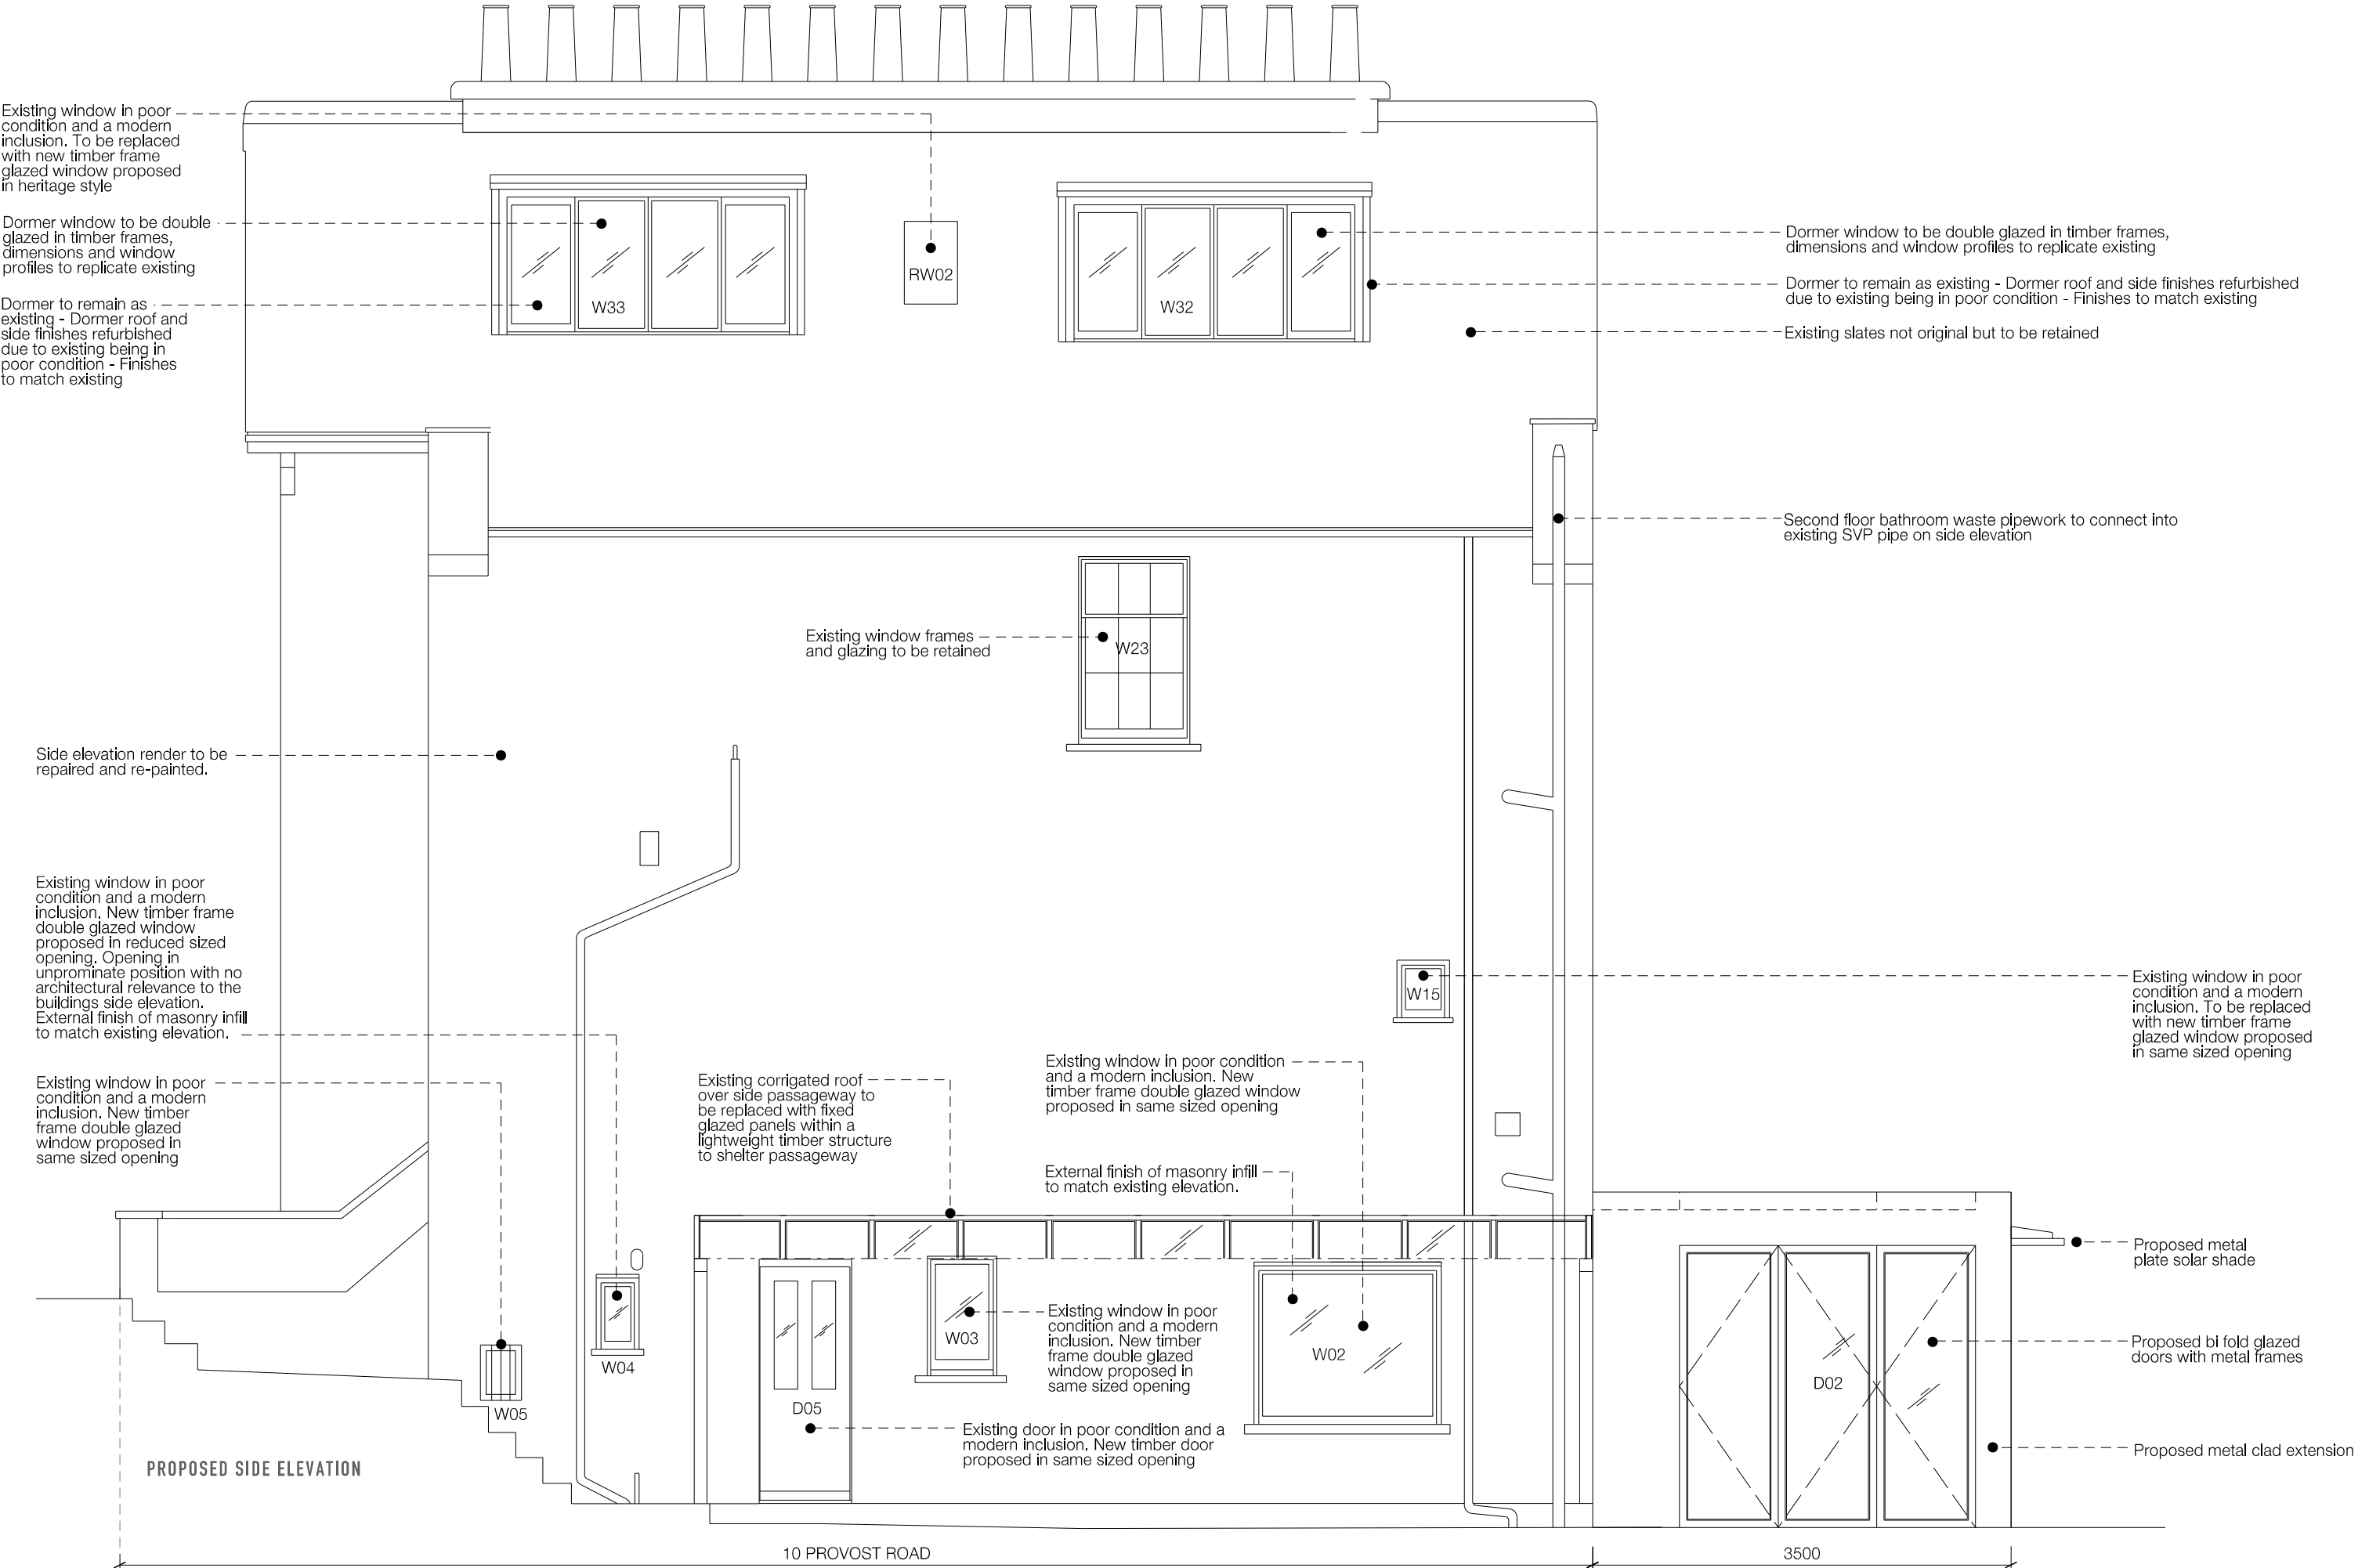 Existing window in poor
condition and a modern
inclusion. To be replaced
with new timber frame
glazed window proposed
in heritage style
Dormer window to be double
glazed in timber frames,
dimensions and window
profiles to replicate existing
Dormer to remain as
existing - Dormer roof and
side finishes refurbished
due to existing being in
poor condition - Finishes
to match existing
W33
RW02
W32
Dormer window to be double glazed in timber frames,
dimensions and window profiles to replicate existing
Dormer to remain as existing - Dormer roof and side finishes refurbished
due to existing being in poor condition - Finishes to match existing
Existing slates not original but to be retained
Second floor bathroom waste pipework to connect into
existing SVP pipe on side elevation
Existing window frames
and glazing to be retained
W23
Side elevation render to be
repaired and re-painted.
Existing window in poor
condition and a modern
inclusion. New timber frame
double glazed window
proposed in reduced sized
opening. Opening in
unprominate position with no
architectural relevance to the
buildings side elevation.
External finish of masonry infill
to match existing elevation.
W15
Existing window in poor
condition and a modern
inclusion. To be replaced
with new timber frame
glazed window proposed
in same sized opening
Existing window in poor
condition and a modern
inclusion. New timber
frame double glazed
window proposed in
same sized opening
Existing corrigated roof
over side passageway to
be replaced with fixed
glazed panels within a
lightweight timber structure
to shelter passageway
Existing window in poor condition
and a modern inclusion. New
timber frame double glazed window
proposed in same sized opening
External finish of masonry infill
to match existing elevation.
Proposed metal
plate solar shade
W04
W05
D05
W03
Existing window in poor
condition and a modern
inclusion. New timber
frame double glazed
window proposed in
same sized opening
W02
D02
Proposed bi fold glazed
doors with metal frames
Existing door in poor condition and a
modern inclusion. New timber door
proposed in same sized opening
Proposed metal clad extension
PROPOSED SIDE ELEVATION
10 PROVOST ROAD
3500